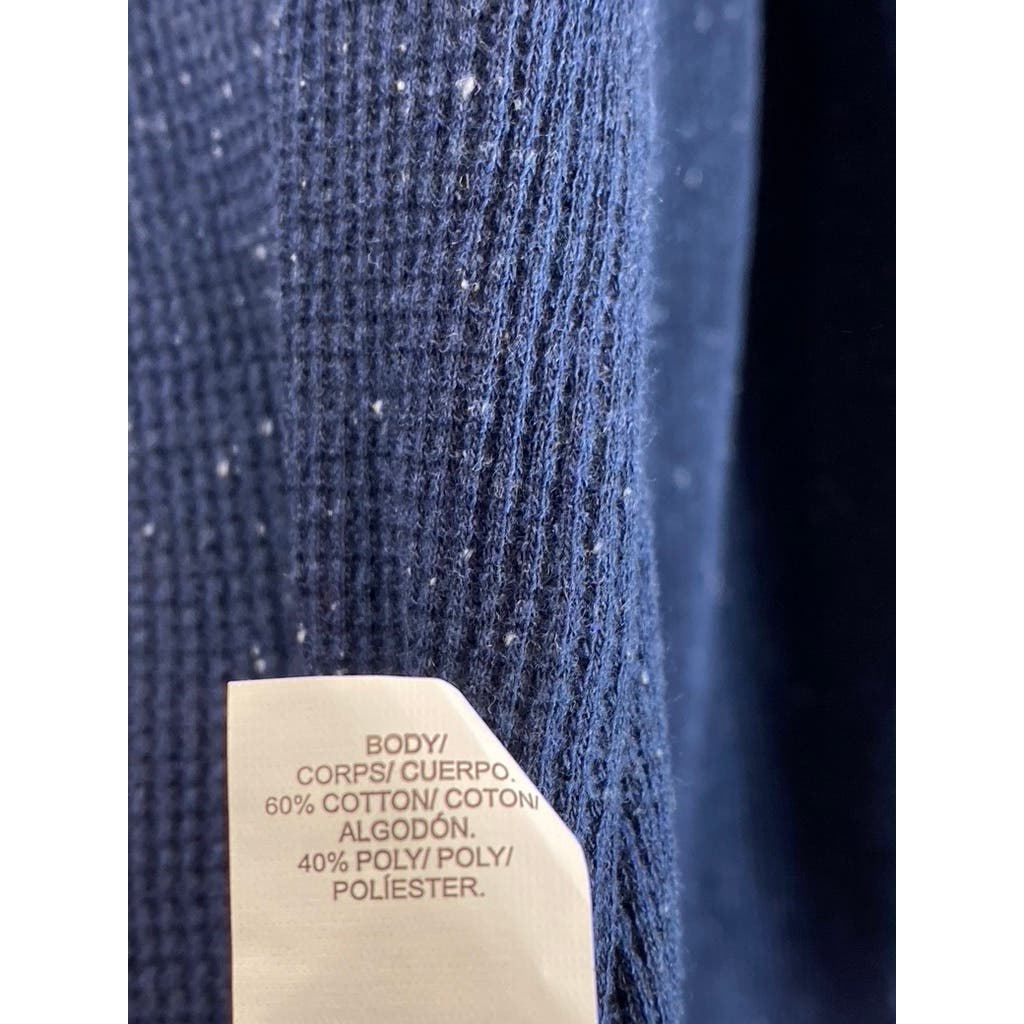 BODY/
CORPS/ CUERPO.
60% COTTON/ COTON/
ALGODÓN.
40% POLY/ POLY/
POLÍESTER.